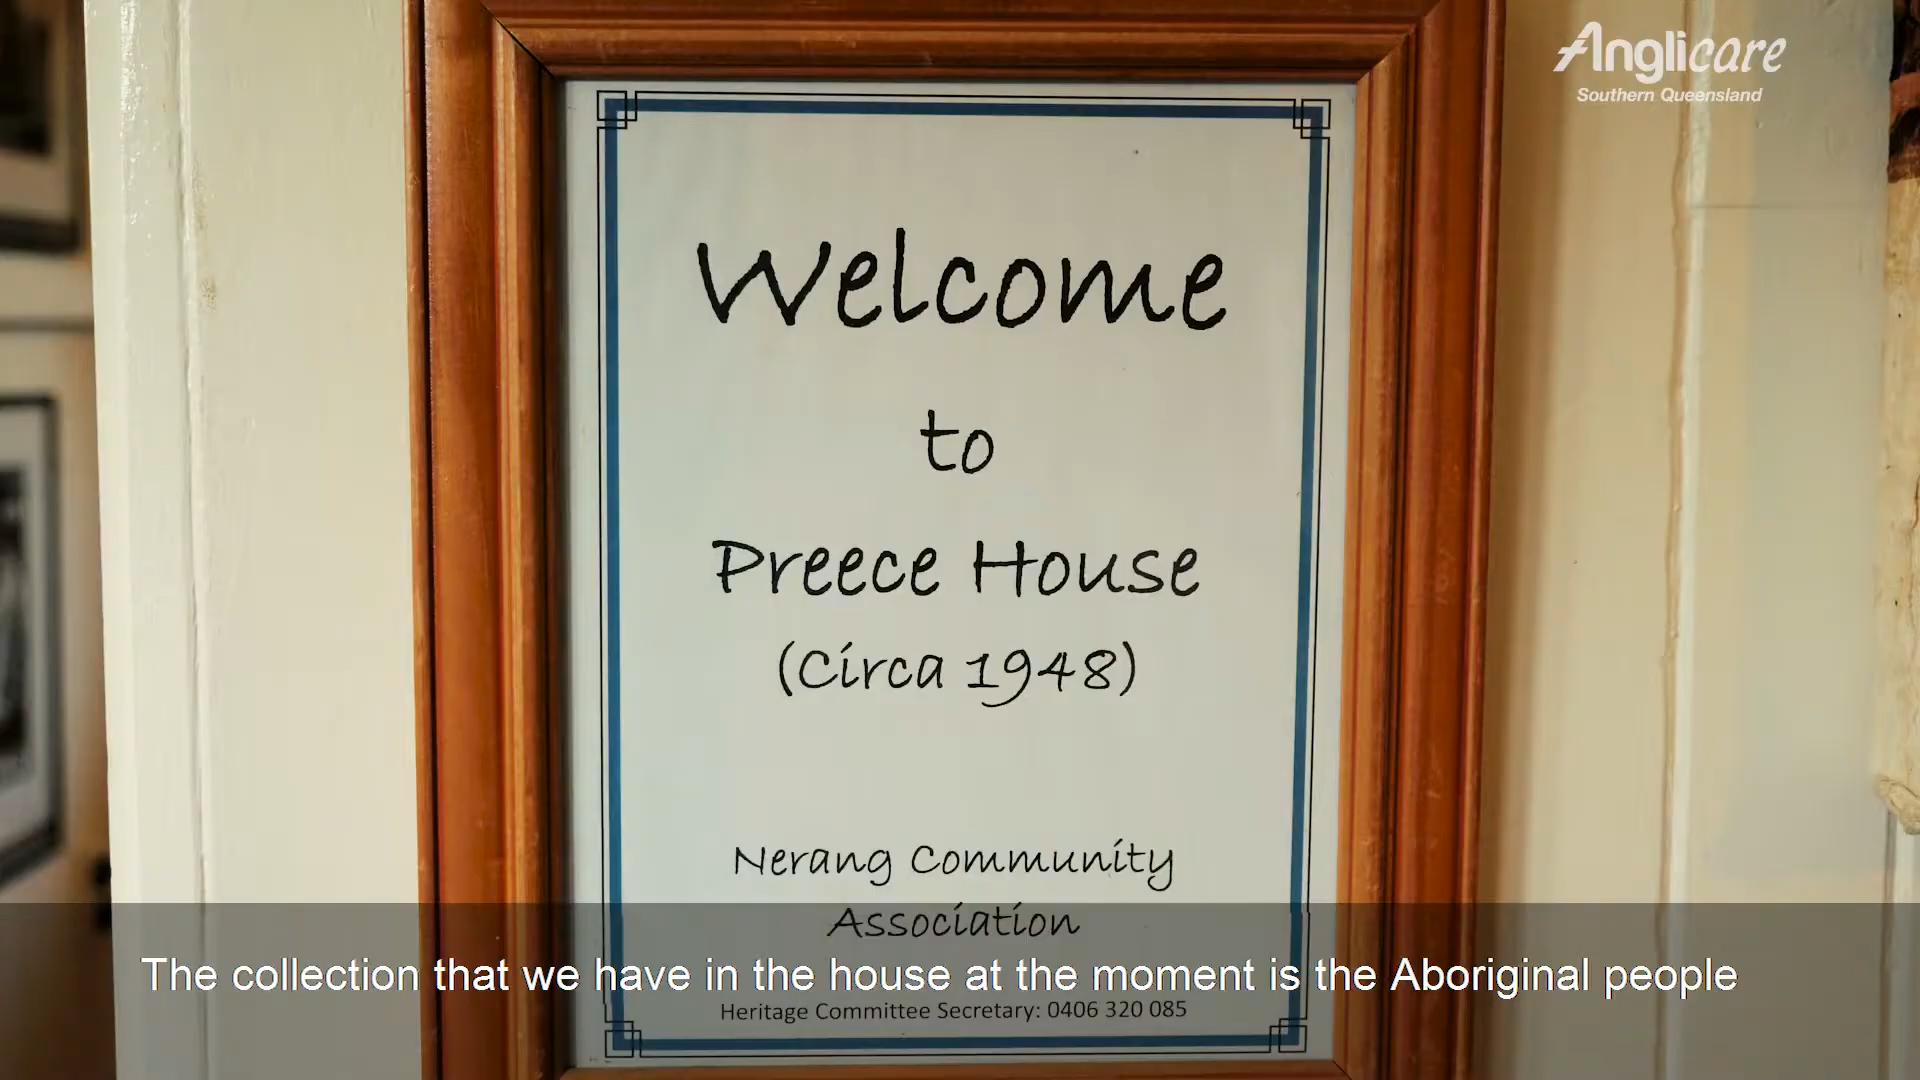 Anglicare
Southern Queensland
Welcome
to
Preece House
(Circa 1948)
Nerang Community
Association
The collection that we have in the house at the moment is the Aboriginal people
Heritage Committee Secretary: 0406 320 085